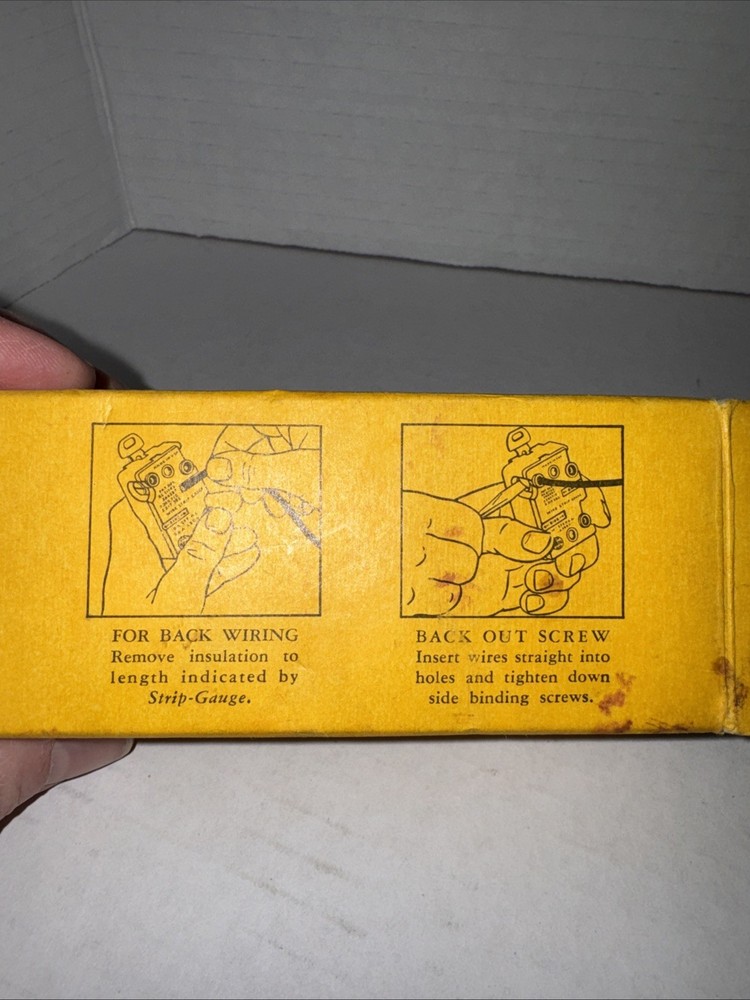 FOR BACK WIRING
Remove insulation to
length indicated by
Strip-Gauge.
BACK OUT SCREW
Insert wires straight into
holes and tighten down
side binding screws.